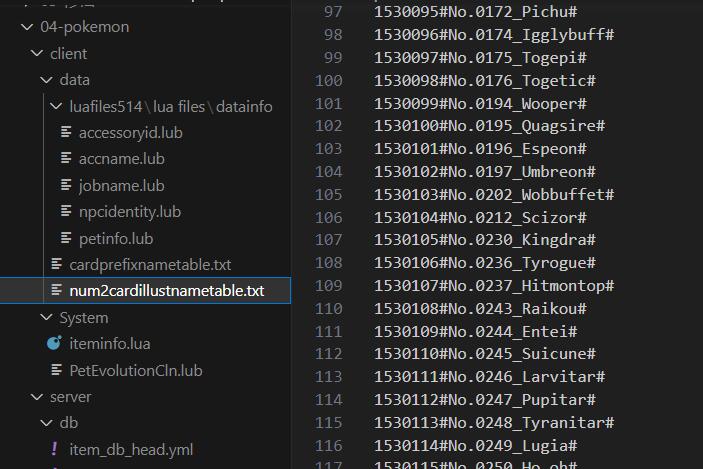 04-pokemon
client
data
luafiles514\lua files\datainfo
accessoryid.lub
accname.lub
jobname.lub
npcidentity.lub
petinfo.lub
cardprefixnametable.txt
num2cardillustnametable.txt
System
iteminfo.lua
PetEvolutionCln.lub
server
db
item_db_head.yml
97 1530095#No.0172_Pichu#
98 1530096#No.0174_Igglybuff#
99 1530097#No.0175_Togepi#
100 1530098#No.0176_Togetic#
101 1530099#No.0194_Wooper#
102 1530100#No.0195_Quagsire#
103 1530101#No.0196_Espeon#
104 1530102#No.0197_Umbreon#
105 1530103#No.0202_Wobbuffet#
106 1530104#No.0212_Scizor#
107 1530105#No.0230_Kingdra#
108 1530106#No.0236_Tyrogue#
109 1530107#No.0237_Hitmontop#
110 1530108#No.0243_Raikou#
111 1530109#No.0244_Entei#
112 1530110#No.0245_Suicune#
113 1530111#No.0246_Larvitar#
114 1530112#No.0247_Pupitar#
115 1530113#No.0248_Tyranitar#
116 1530114#No.0249_Lugia#
117 1530115#No.0250_Ho_oh#